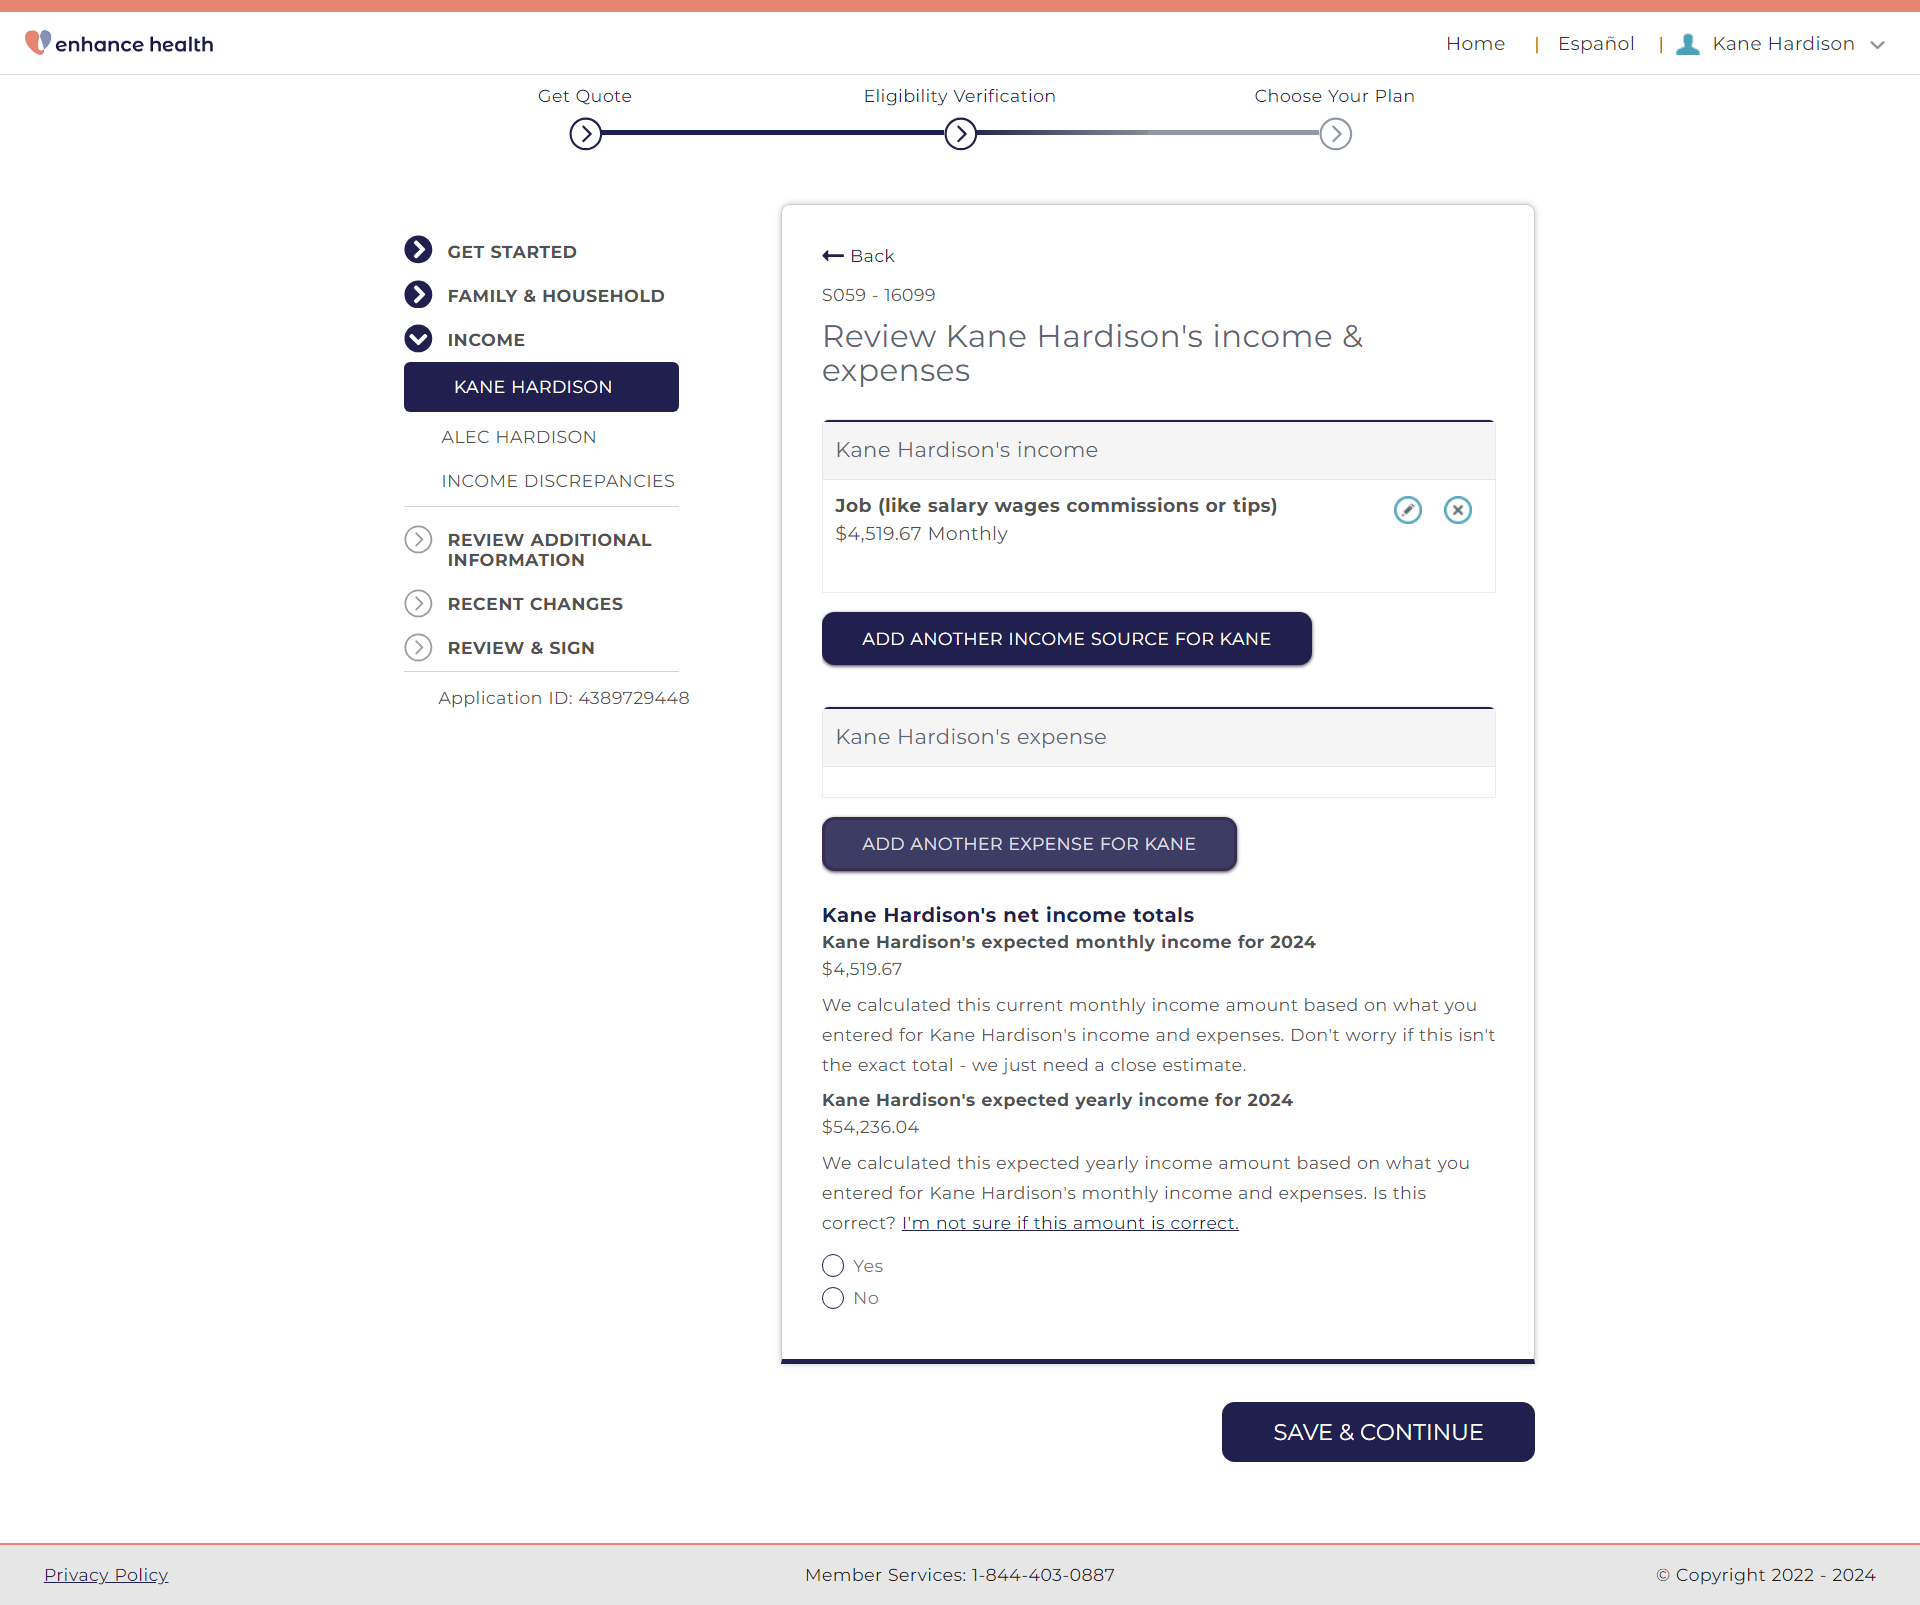 enhance health
Home | Español | Kane Hardison
Get Quote
Eligibility Verification
Choose Your Plan
GET STARTED
FAMILY & HOUSEHOLD
INCOME
KANE HARDISON
ALEC HARDISON
INCOME DISCREPANCIES
REVIEW ADDITIONAL
INFORMATION
RECENT CHANGES
REVIEW & SIGN
Application ID: 4389729448
Back
S059 - 16099
Review Kane Hardison's income &
expenses
Kane Hardison's income
Job (like salary wages commissions or tips)
$4,519.67 Monthly
ADD ANOTHER INCOME SOURCE FOR KANE
Kane Hardison's expense
ADD ANOTHER EXPENSE FOR KANE
Kane Hardison's net income totals
Kane Hardison's expected monthly income for 2024
$4,519.67
We calculated this current monthly income amount based on what you
entered for Kane Hardison's income and expenses. Don't worry if this isn't
the exact total - we just need a close estimate.
Kane Hardison's expected yearly income for 2024
$54,236.04
We calculated this expected yearly income amount based on what you
entered for Kane Hardison's monthly income and expenses. Is this
correct? I'm not sure if this amount is correct.
Yes
No
SAVE & CONTINUE
Privacy Policy
Member Services: 1-844-403-0887
© Copyright 2022 - 2024